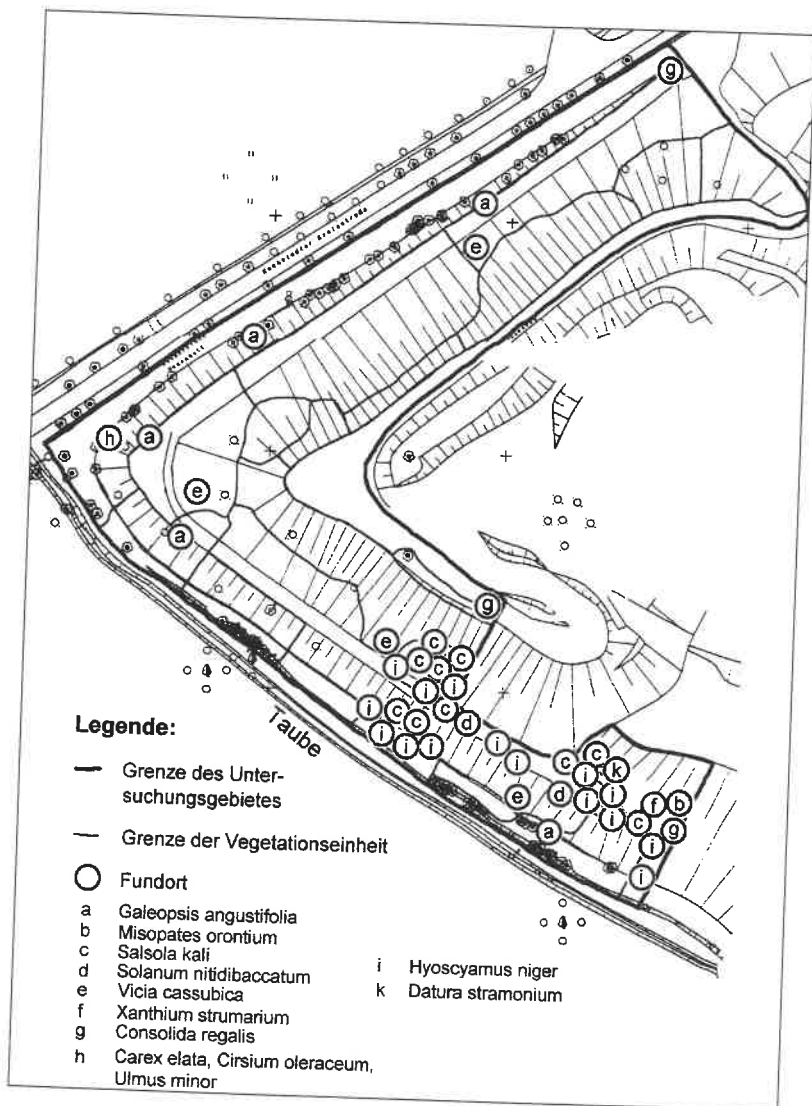 g
a
e
Kreisstraße
a
h
a
e
a
g
e c
i c c c
i i
i c c d
c
i i i
i
i
c c
i k
e d i i
i c f b
a g
i
i
Taube
Legende:
Grenze des Unter-
suchungsgebietes
Grenze der Vegetationseinheit
Fundort
a Galeopsis angustifolia
b Misopates orontium
c Salsola kali
d Solanum nitidibaccatum
e Vicia cassubica
f Xanthium strumarium
g Consolida regalis
h Carex elata, Cirsium oleraceum,
Ulmus minor
i Hyoscyamus niger
k Datura stramonium